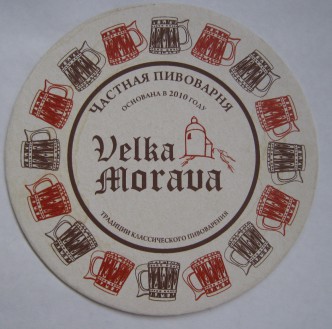 ЧАСТНАЯ ПИВОВАРНЯ
ОСНОВАНА В 2010 ГОДУ
Velka
Morava
ТРАДИЦИИ КЛАССИЧЕСКОГО ПИВОВАРЕНИЯ